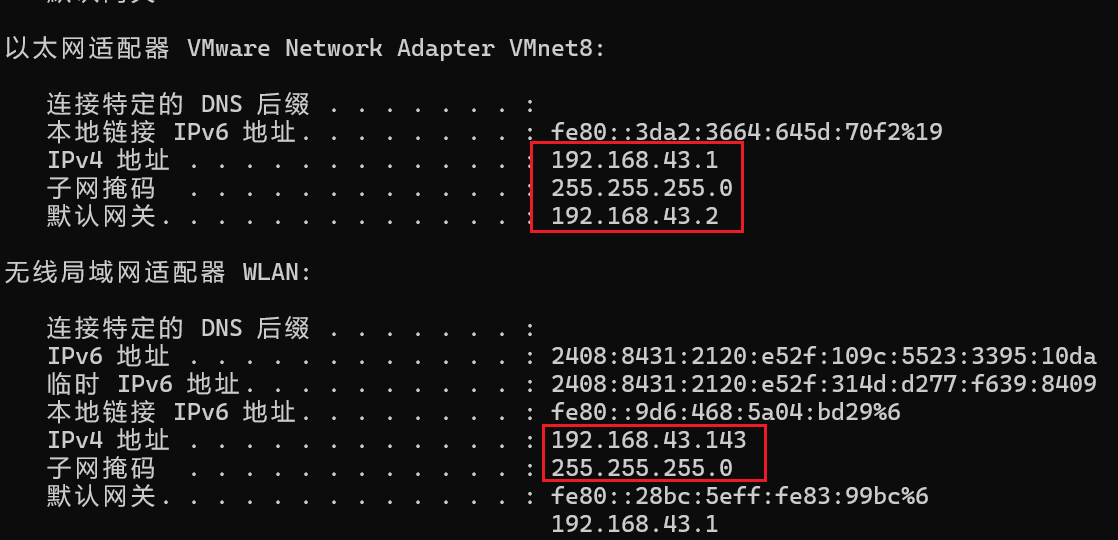 以太网适配器 VMware Network Adapter VMnet8:
连接特定的 DNS 后缀 . . . . . . . :
本地链接 IPv6 地址. . . . . . . . : fe80::3da2:3664:645d:70f2%19
IPv4 地址 . . . . . . . . . . . . : 192.168.43.1
子网掩码 . . . . . . . . . . . . : 255.255.255.0
默认网关. . . . . . . . . . . . . : 192.168.43.2
无线局域网适配器 WLAN:
连接特定的 DNS 后缀 . . . . . . . :
IPv6 地址 . . . . . . . . . . . . : 2408:8431:2120:e52f:109c:5523:3395:10da
临时 IPv6 地址. . . . . . . . . . : 2408:8431:2120:e52f:314d:d277:f639:8409
本地链接 IPv6 地址. . . . . . . . : fe80::9d6:468:5a04:bd29%6
IPv4 地址 . . . . . . . . . . . . : 192.168.43.143
子网掩码 . . . . . . . . . . . . : 255.255.255.0
默认网关. . . . . . . . . . . . . : fe80::28bc:5eff:fe83:99bc%6
192.168.43.1